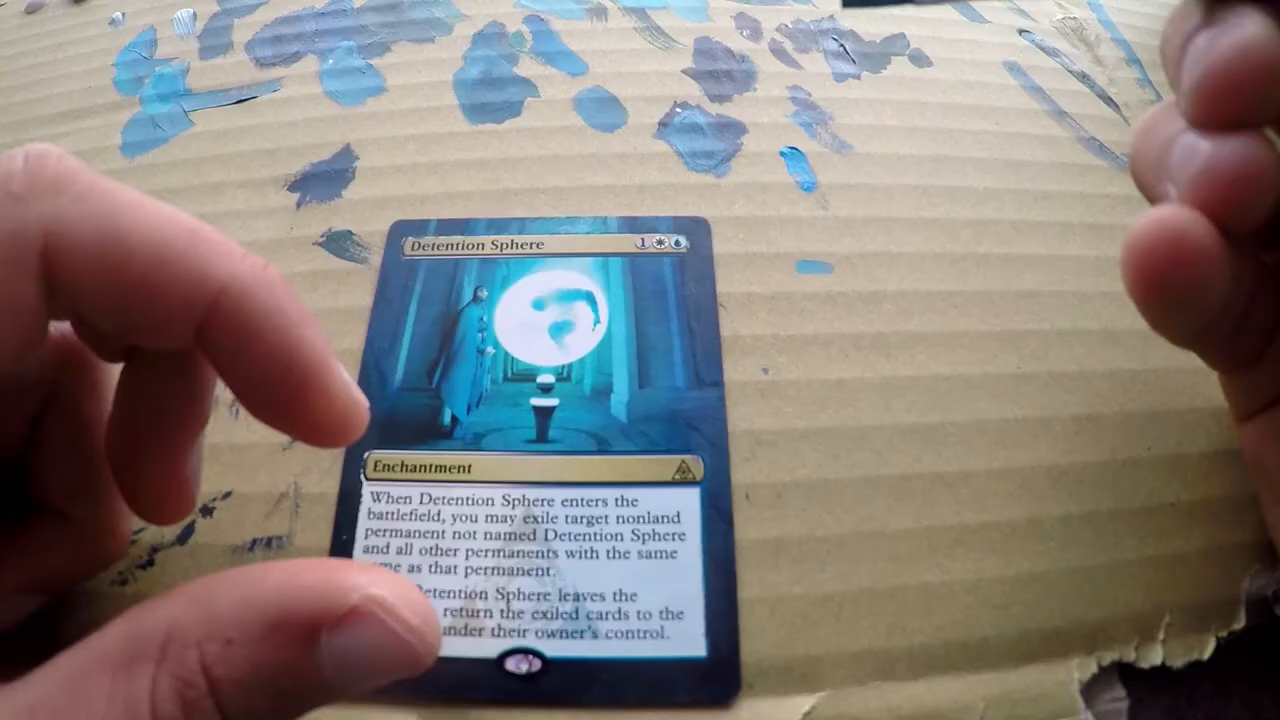 Detention Sphere 1
Enchantment
When Detention Sphere enters the
battlefield, you may exile target nonland
permanent not named Detention Sphere
and all other permanents with the same
as that permanent.
Detention Sphere leaves the
return the exiled cards to the
under their owner's control.